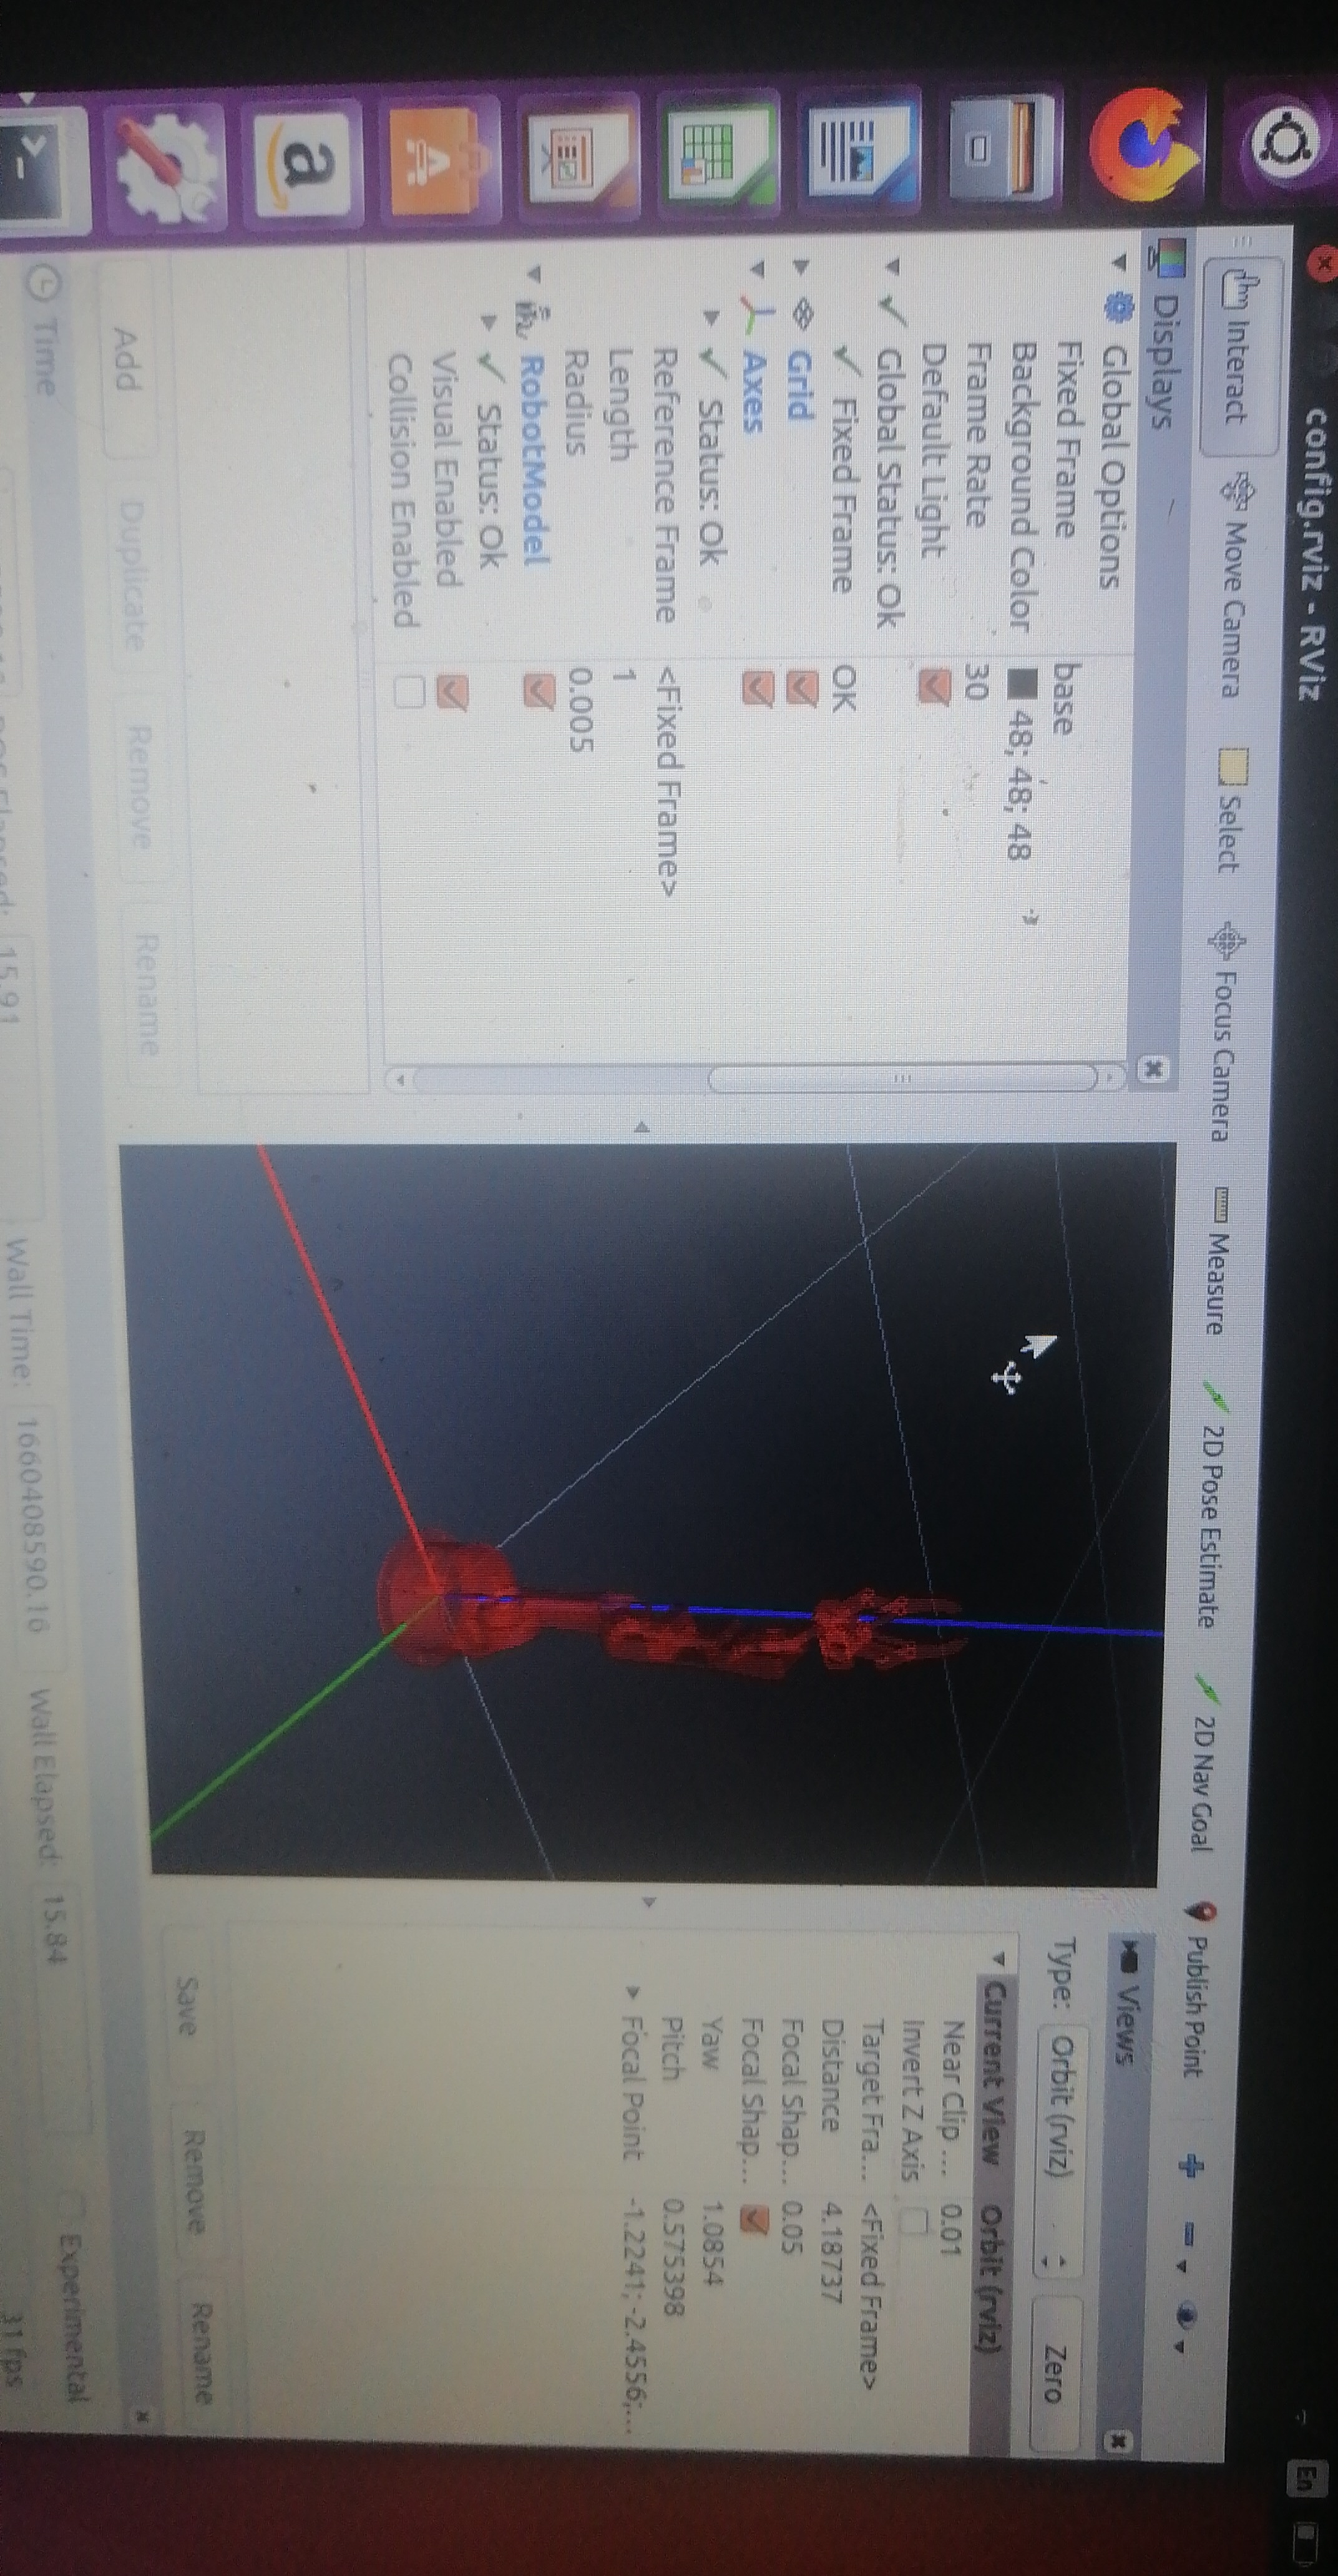 config.rviz - RViz
En
Interact Move Camera Select Focus Camera Measure 2D Pose Estimate 2D Nav Goal Publish Point
Displays
Global Options
Fixed Frame base
Background Color 48; 48; 48
Frame Rate 30
Default Light
Global Status: Ok
Fixed Frame OK
Grid
Axes
Status: Ok
Reference Frame <Fixed Frame>
Length 1
Radius 0.005
RobotModel
Status: Ok
Visual Enabled
Collision Enabled
Add Duplicate Remove Rename
Views
Type: Orbit (rviz) Zero
Current View Orbit (rviz)
Near Clip ... 0.01
Invert Z Axis
Target Fra... <Fixed Frame>
Distance 4.18737
Focal Shap... 0.05
Focal Shap...
Yaw 1.0854
Pitch 0.575398
Focal Point -1.2241; -2.4556;...
Save Remove Rename
Time
15.91 Wall Time: 1660408590.16 Wall Elapsed: 15.84 Experimental
31 fps